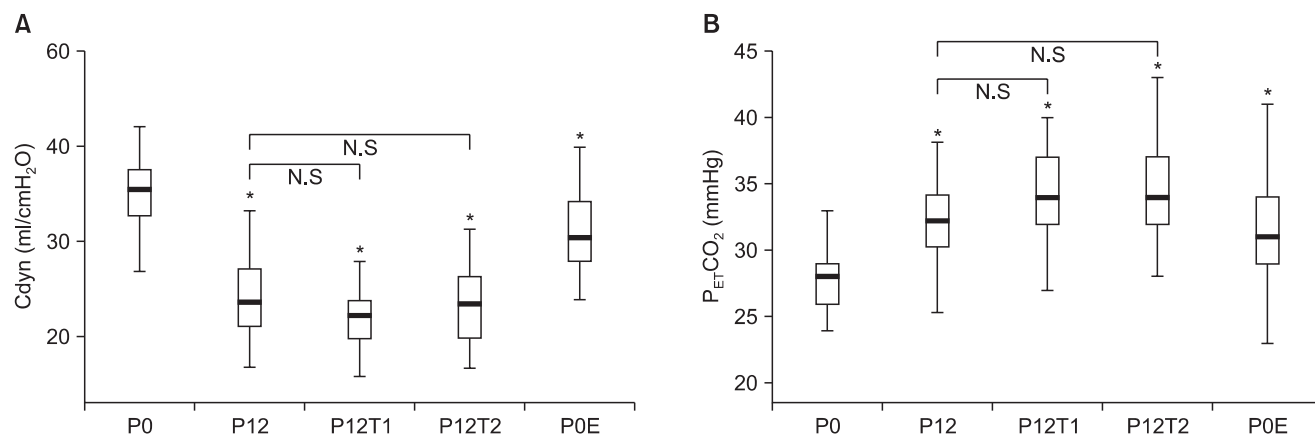 A
60
40
30
20
Cdyn (ml/cmH₂O)
*
N.S
N.S
*
*
*
P0 P12 P12T1 P12T2 P0E
B
45
40
35
30
25
20
PETCO₂ (mmHg)
*
N.S
N.S
*
*
*
P0 P12 P12T1 P12T2 P0E